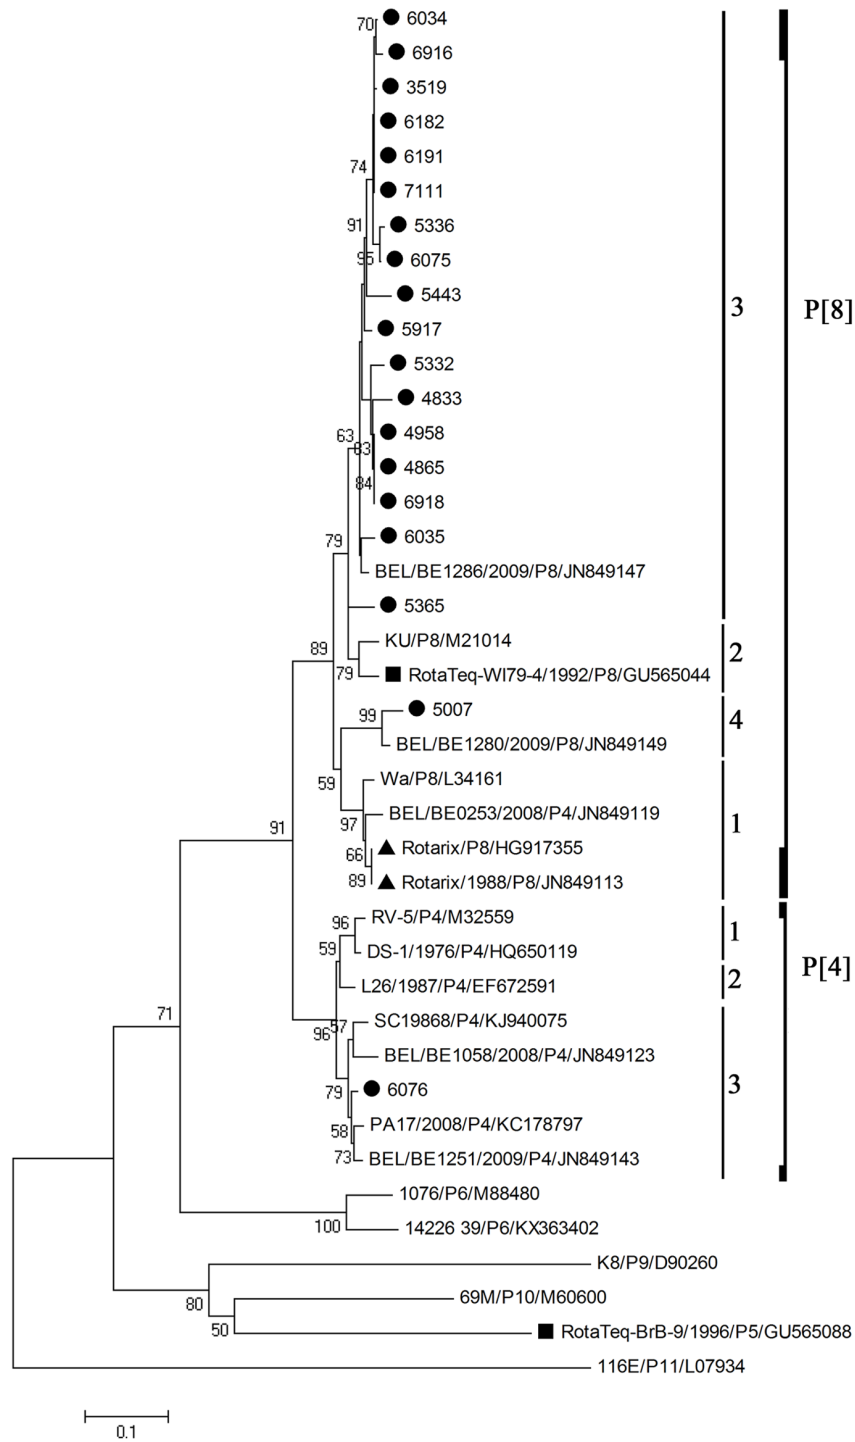 70
6034
6916
3519
6182
6191
74
7111
91
5336
95
6075
5443
3
P[8]
5917
5332
4833
63
4958
83
4865
84
6918
79
6035
BEL/BE1286/2009/P8/JN849147
5365
89
KU/P8/M21014
2
79
RotaTeq-WI79-4/1992/P8/GU565044
99
5007
4
BEL/BE1280/2009/P8/JN849149
59
Wa/P8/L34161
97
BEL/BE0253/2008/P4/JN849119
1
91
66
Rotarix/P8/HG917355
89
Rotarix/1988/P8/JN849113
96
RV-5/P4/M32559
1
59
DS-1/1976/P4/HQ650119
P[4]
L26/1987/P4/EF672591
2
71
96
57
SC19868/P4/KJ940075
BEL/BE1058/2008/P4/JN849123
3
79
6076
58
PA17/2008/P4/KC178797
73
BEL/BE1251/2009/P4/JN849143
1076/P6/M88480
100
14226 39/P6/KX363402
K8/P9/D90260
80
69M/P10/M60600
50
RotaTeq-BrB-9/1996/P5/GU565088
116E/P11/L07934
0.1